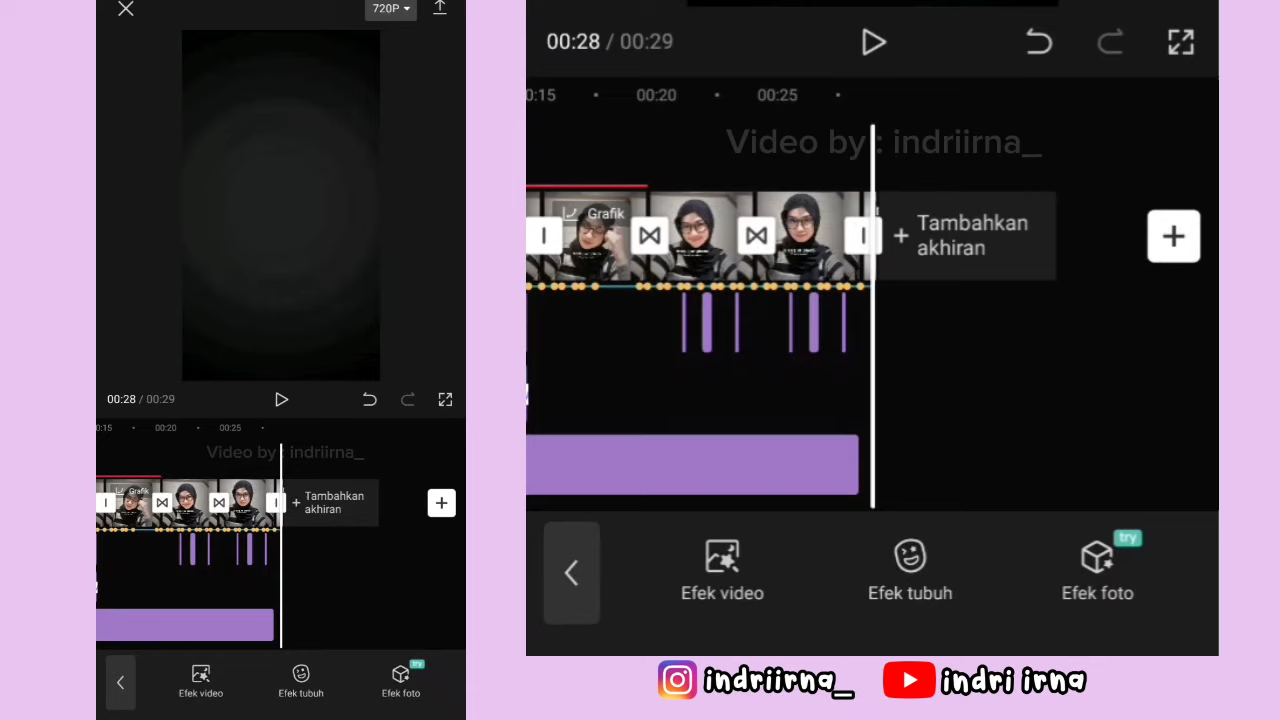 720P
00:28 / 00:29
0:15
00:20
00:25
Video by : indriirna_
Grafik
+ Tambahkan
akhiran
+
try
Efek video
Efek tubuh
Efek foto
00:28 / 00:29
0:15
00:20
00:25
Video by : indriirna_
Grafik
+ Tambahkan
akhiran
+
try
Efek video
Efek tubuh
Efek foto
indriirna_
indri irna